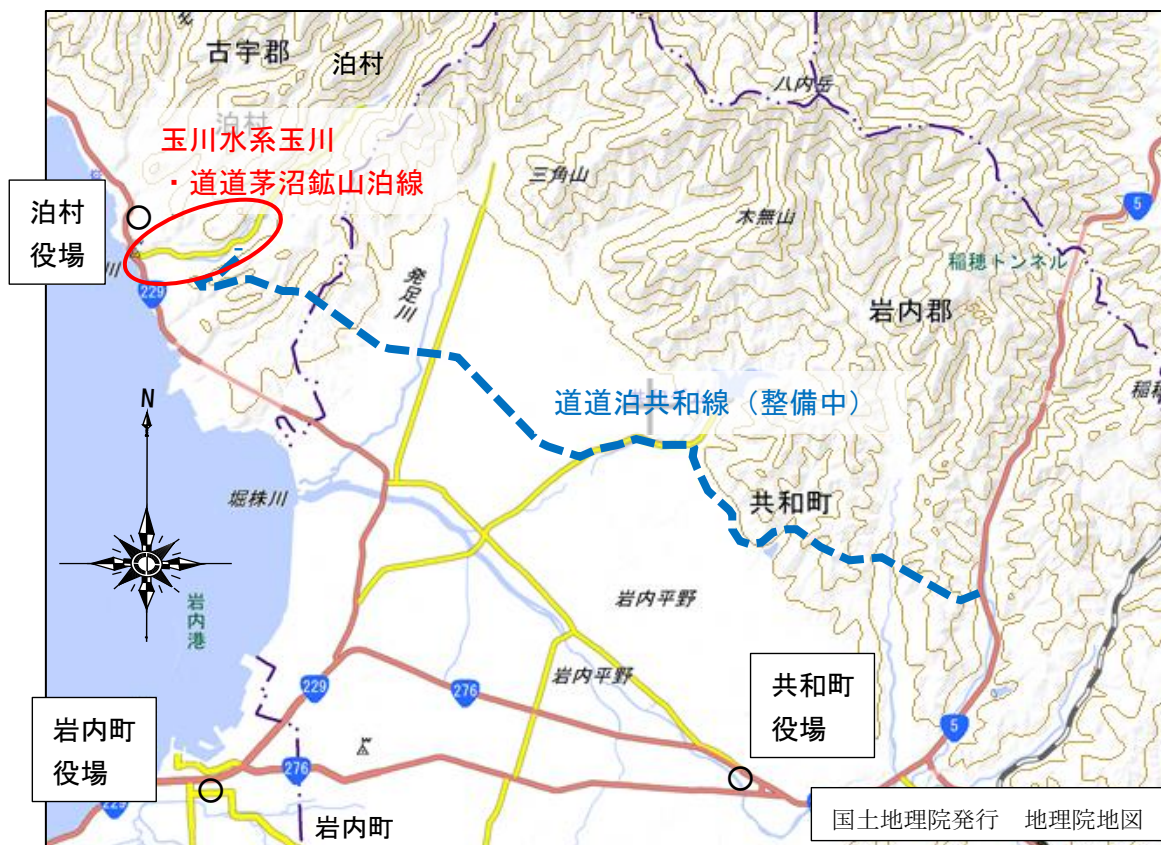 古宇郡
泊村
泊村
八内岳
玉川水系玉川
・道道茅沼鉱山泊線
三角山
5
泊村
役場
木無山
稲穂トンネル
川
229
発足川
岩内郡
道道泊共和線（整備中）
N
堀株川
共和町
岩内港
岩内平野
岩内平野
229
276
共和町
役場
岩内町
役場
276
5
229
岩内町
国土地理院発行　地理院地図